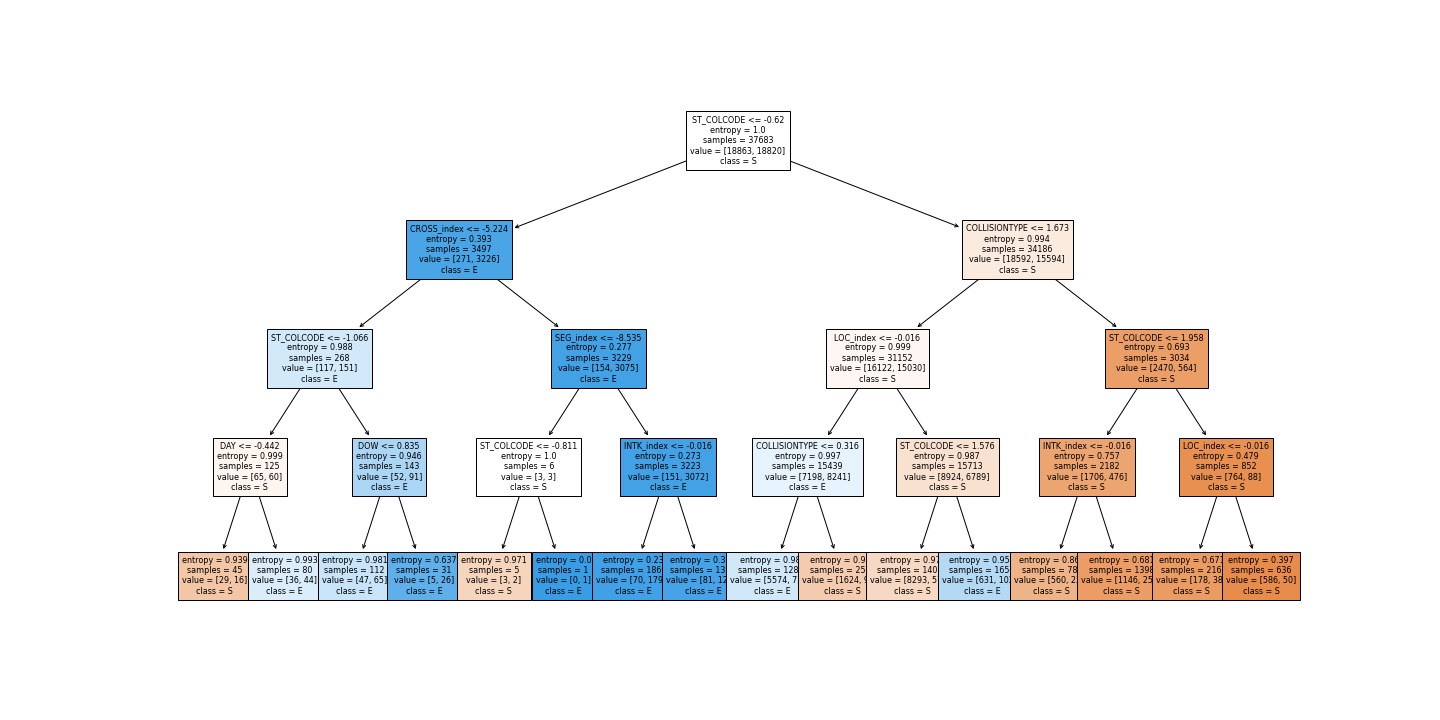 ST_COLCODE <= -0.62
entropy = 1.0
samples = 37683
value = [18863, 18820]
class = S
CROSS_index <= -5.224
entropy = 0.393
samples = 3497
value = [271, 3226]
class = E
COLLISIONTYPE <= 1.673
entropy = 0.994
samples = 34186
value = [18592, 15594]
class = S
ST_COLCODE <= -1.066
entropy = 0.988
samples = 268
value = [117, 151]
class = E
SEG_index <= -8.535
entropy = 0.277
samples = 3229
value = [154, 3075]
class = E
LOC_index <= -0.016
entropy = 0.999
samples = 31152
value = [16122, 15030]
class = S
ST_COLCODE <= 1.958
entropy = 0.693
samples = 3034
value = [2470, 564]
class = S
DAY <= -0.442
entropy = 0.999
samples = 125
value = [65, 60]
class = S
DOW <= 0.835
entropy = 0.946
samples = 143
value = [52, 91]
class = E
ST_COLCODE <= -0.811
entropy = 1.0
samples = 6
value = [3, 3]
class = S
INTK_index <= -0.016
entropy = 0.273
samples = 3223
value = [151, 3072]
class = E
COLLISIONTYPE <= 0.316
entropy = 0.997
samples = 15439
value = [7198, 8241]
class = E
ST_COLCODE <= 1.576
entropy = 0.987
samples = 15713
value = [8924, 6789]
class = S
INTK_index <= -0.016
entropy = 0.757
samples = 2182
value = [1706, 476]
class = S
LOC_index <= -0.016
entropy = 0.479
samples = 852
value = [764, 88]
class = S
entropy = 0.939
samples = 45
value = [29, 16]
class = S
entropy = 0.993
samples = 80
value = [36, 44]
class = E
entropy = 0.981
samples = 112
value = [47, 65]
class = E
entropy = 0.637
samples = 31
value = [5, 26]
class = E
entropy = 0.971
samples = 5
value = [3, 2]
class = S
entropy = 0.0
samples = 1
value = [0, 1]
class = E
entropy = 0.23
samples = 186
value = [70, 179
class = E
entropy = 0.3
samples = 13
value = [81, 12
class = E
entropy = 0.98
samples = 128
value = [5574, 7
class = E
entropy = 0.9
samples = 25
value = [1624,
class = S
entropy = 0.97
samples = 140
value = [8293, 5
class = S
entropy = 0.95
samples = 165
value = [631, 10
class = E
entropy = 0.86
samples = 78
value = [560, 2
class = S
entropy = 0.681
samples = 1398
value = [1146, 25
class = S
entropy = 0.671
samples = 216
value = [178, 38
class = S
entropy = 0.397
samples = 636
value = [586, 50]
class = S